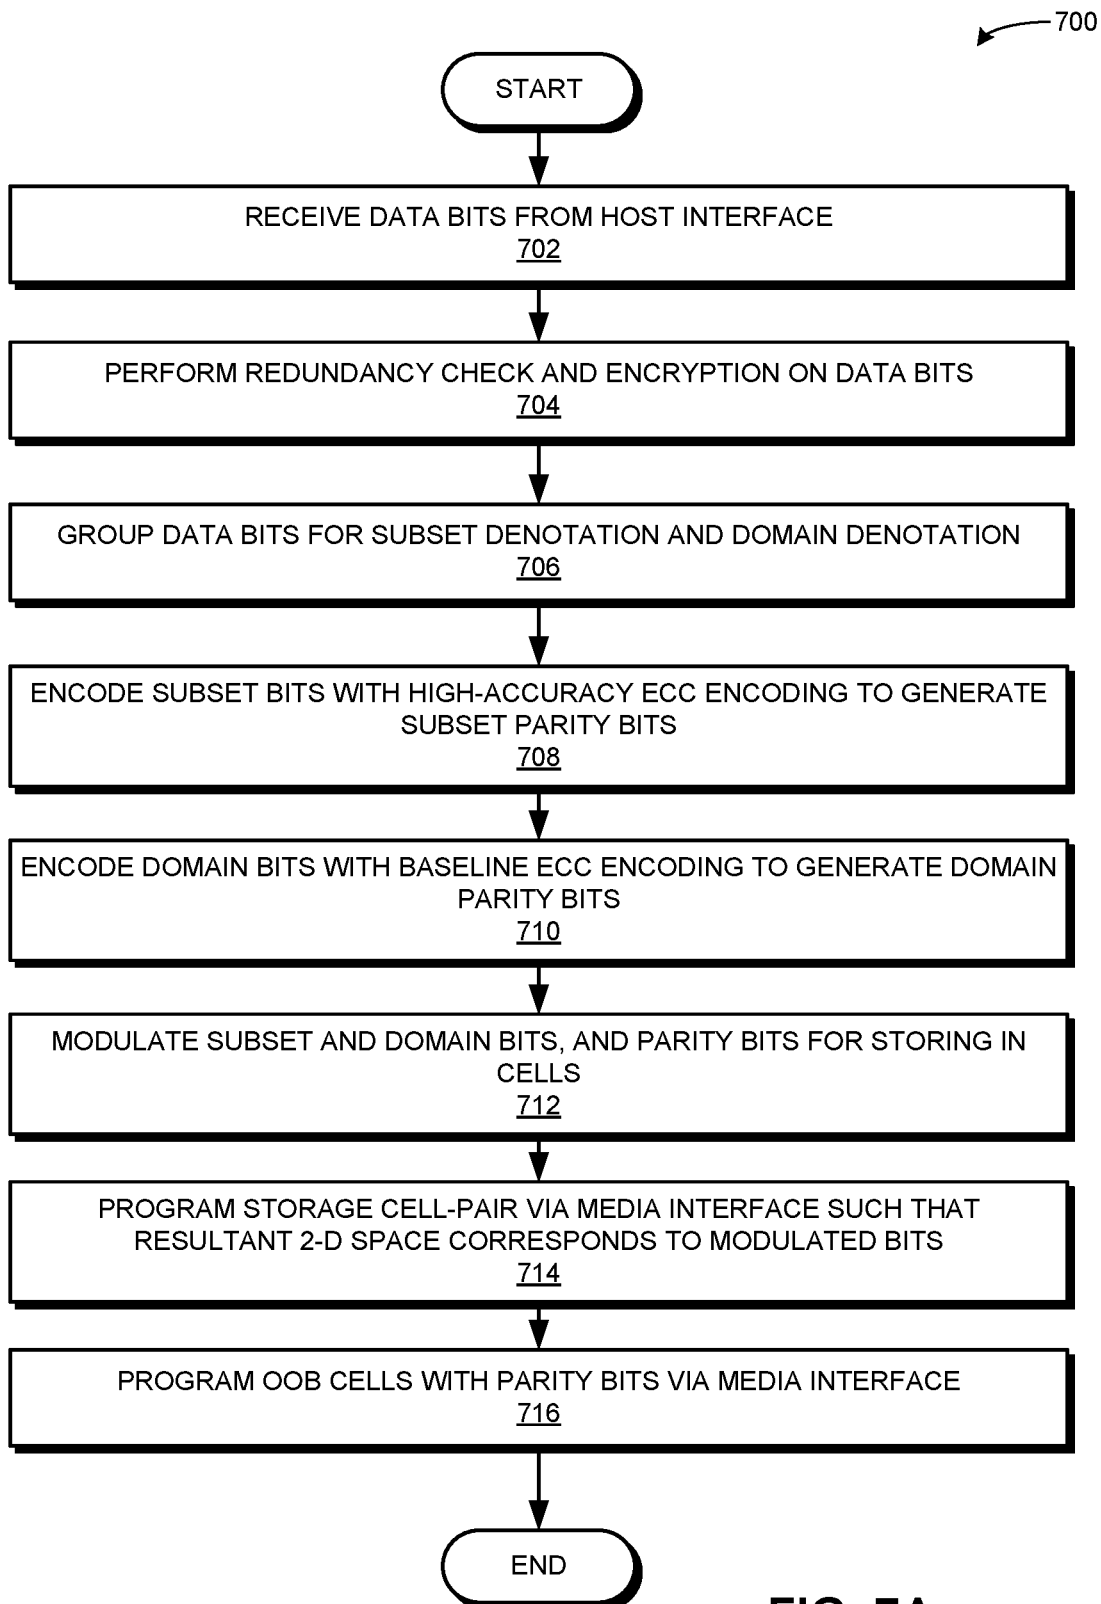 700
START
RECEIVE DATA BITS FROM HOST INTERFACE
702
PERFORM REDUNDANCY CHECK AND ENCRYPTION ON DATA BITS
704
GROUP DATA BITS FOR SUBSET DENOTATION AND DOMAIN DENOTATION
706
ENCODE SUBSET BITS WITH HIGH-ACCURACY ECC ENCODING TO GENERATE
SUBSET PARITY BITS
708
ENCODE DOMAIN BITS WITH BASELINE ECC ENCODING TO GENERATE DOMAIN
PARITY BITS
710
MODULATE SUBSET AND DOMAIN BITS, AND PARITY BITS FOR STORING IN
CELLS
712
PROGRAM STORAGE CELL-PAIR VIA MEDIA INTERFACE SUCH THAT
RESULTANT 2-D SPACE CORRESPONDS TO MODULATED BITS
714
PROGRAM OOB CELLS WITH PARITY BITS VIA MEDIA INTERFACE
716
END